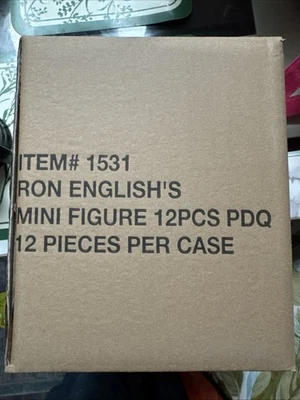 ITEM# 1531
RON ENGLISH'S
MINI FIGURE 12PCS PDQ
12 PIECES PER CASE